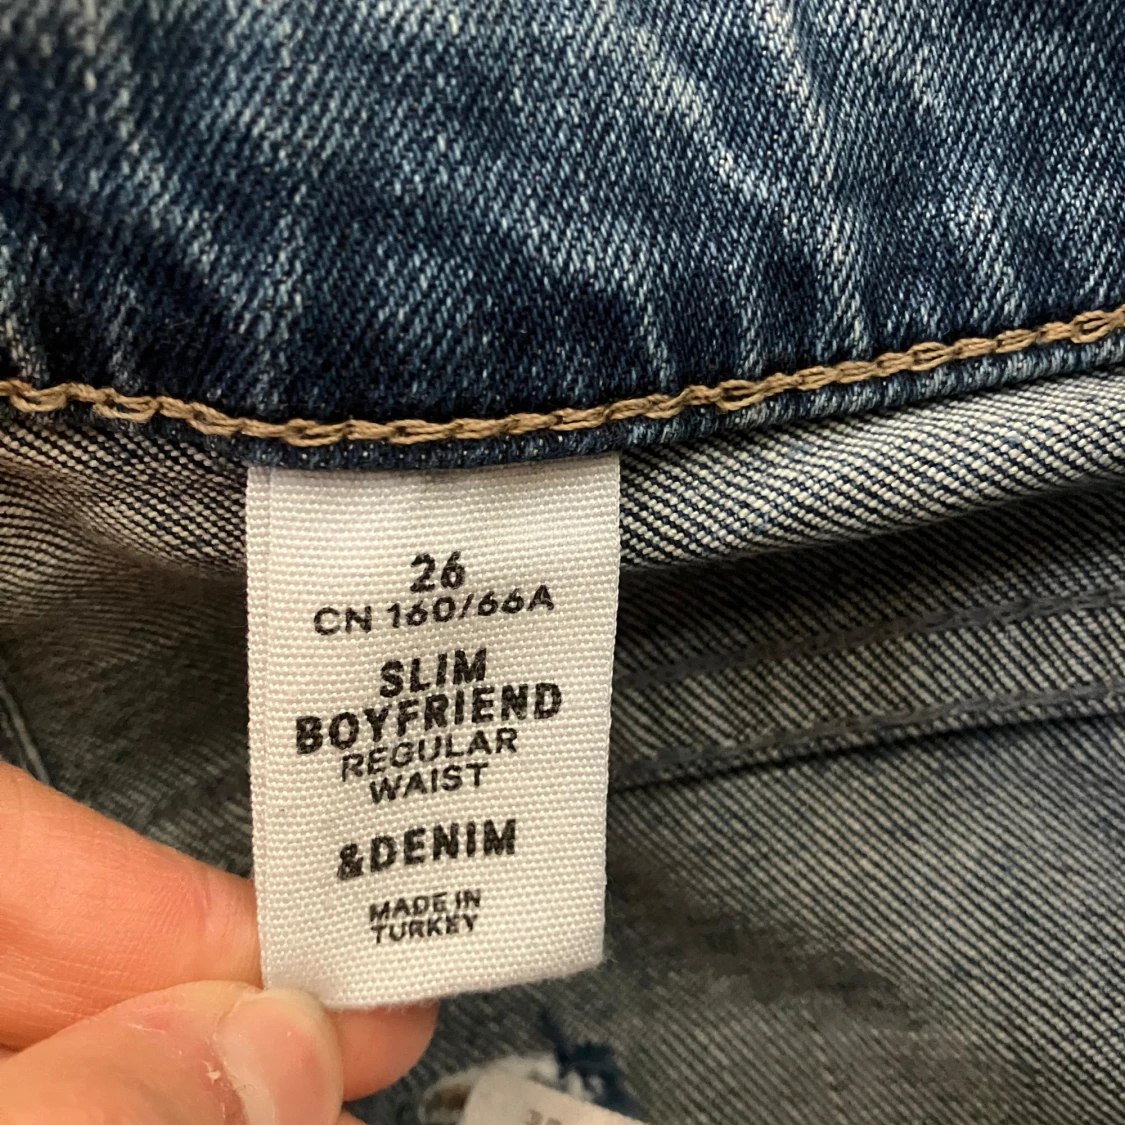 26
CN 160/66A
SLIM
BOYFRIEND
REGULAR
WAIST
&DENIM
MADE IN
TURKEY